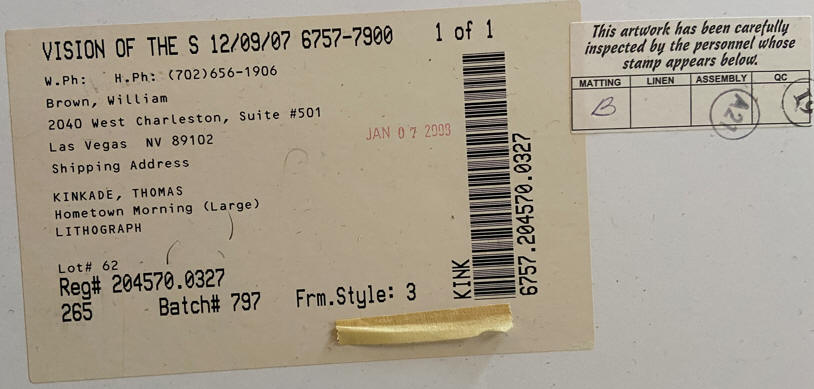 VISION OF THE S 12/09/07 6757-7900 1 of 1
W.Ph: H.Ph: (702)656-1906
Brown, William
2040 West Charleston, Suite #501
Las Vegas NV 89102
Shipping Address
JAN 07 2008
KINKADE, THOMAS
Hometown Morning (Large)
LITHOGRAPH
Lot# 62
Reg# 204570.0327
265 Batch# 797 Frm.Style: 3
KINK
6757.204570.0327
This artwork has been carefully
inspected by the personnel whose
stamp appears below.
MATTING LINEN ASSEMBLY QC
B A21